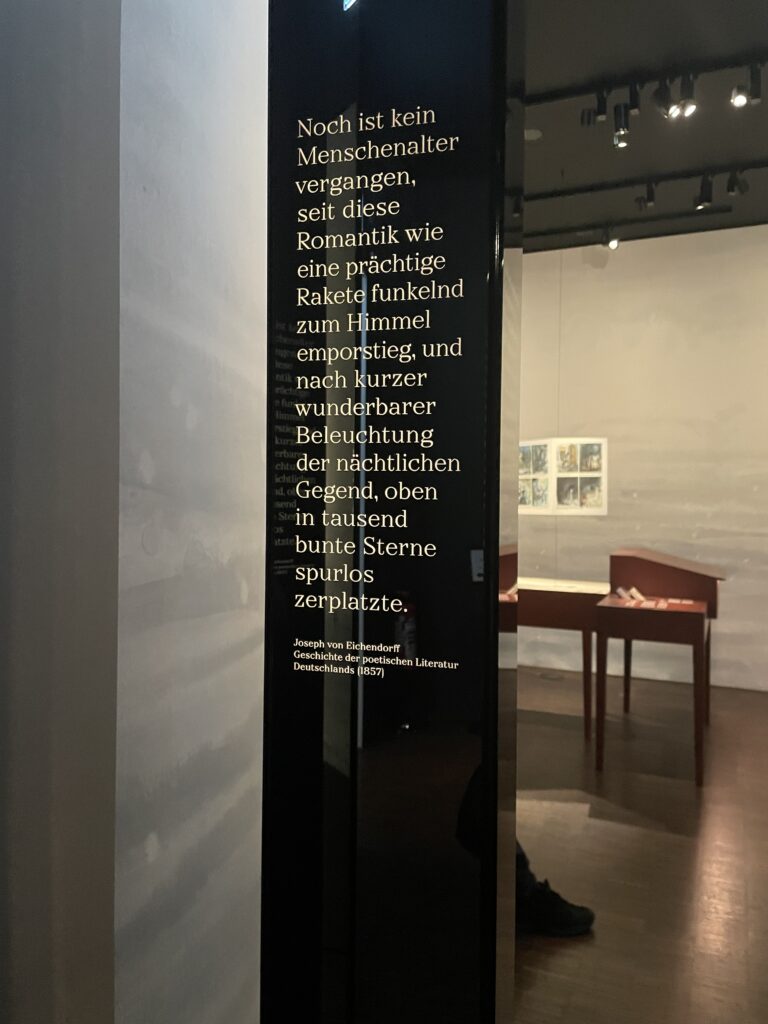 Noch ist kein
Menschenalter
vergangen,
seit diese
Romantik wie
eine prächtige
Rakete funkelnd
zum Himmel
emporstieg, und
nach kurzer
wunderbarer
Beleuchtung
der nächtlichen
Gegend, oben
in tausend
bunte Sterne
spurlos
zerplatzte.
Joseph von Eichendorff
Geschichte der poetischen Literatur
Deutschlands (1857)